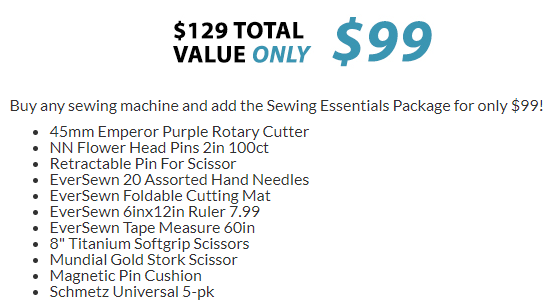 $129 TOTAL
VALUE ONLY $99
Buy any sewing machine and add the Sewing Essentials Package for only $99!
• 45mm Emperor Purple Rotary Cutter
• NN Flower Head Pins 2in 100ct
• Retractable Pin For Scissor
• EverSewn 20 Assorted Hand Needles
• EverSewn Foldable Cutting Mat
• EverSewn 6inx12in Ruler 7.99
• EverSewn Tape Measure 60in
• 8" Titanium Softgrip Scissors
• Mundial Gold Stork Scissor
• Magnetic Pin Cushion
• Schmetz Universal 5-pk